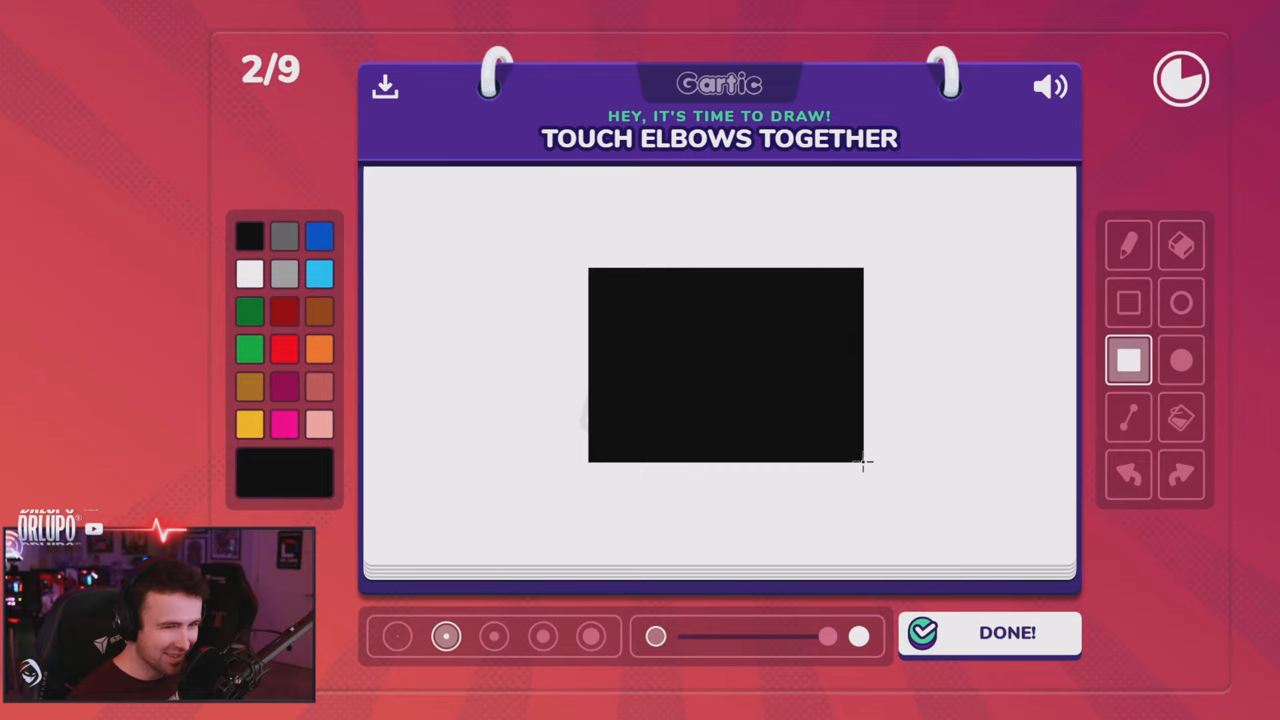 2/9
Gartic
HEY, IT'S TIME TO DRAW!
TOUCH ELBOWS TOGETHER
DRLUPO
DONE!